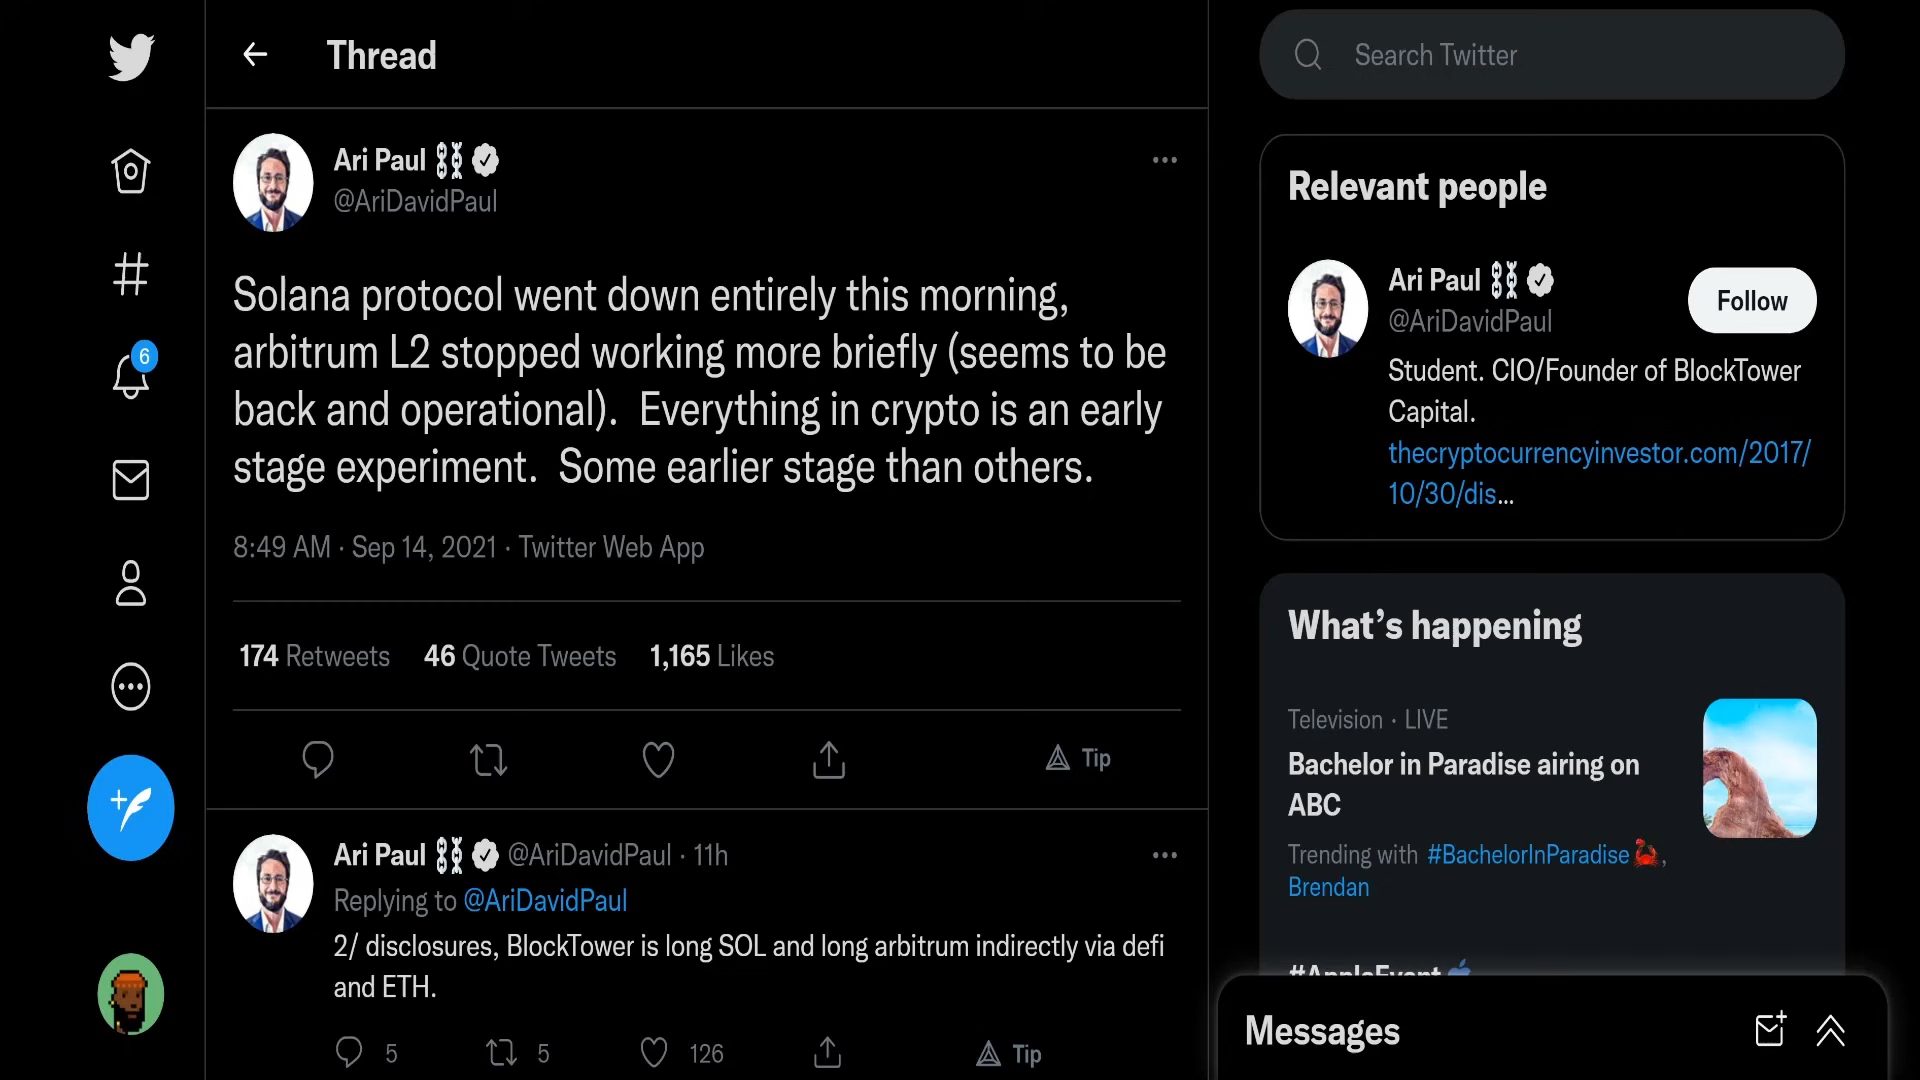 Thread
Ari Paul
@AriDavidPaul
Solana protocol went down entirely this morning,
arbitrum L2 stopped working more briefly (seems to be
back and operational).  Everything in crypto is an early
stage experiment.  Some earlier stage than others.
8:49 AM · Sep 14, 2021 · Twitter Web App
174 Retweets 46 Quote Tweets 1,165 Likes
Tip
Ari Paul @AriDavidPaul · 11h
Replying to @AriDavidPaul
2/ disclosures, BlockTower is long SOL and long arbitrum indirectly via defi
and ETH.
5 5 126 Tip
6
Search Twitter
Relevant people
Ari Paul
@AriDavidPaul
Follow
Student. CIO/Founder of BlockTower
Capital.
thecryptocurrencyinvestor.com/2017/
10/30/dis...
What's happening
Television · LIVE
Bachelor in Paradise airing on
ABC
Trending with #BachelorInParadise,
Brendan
#AppleEvent
Messages